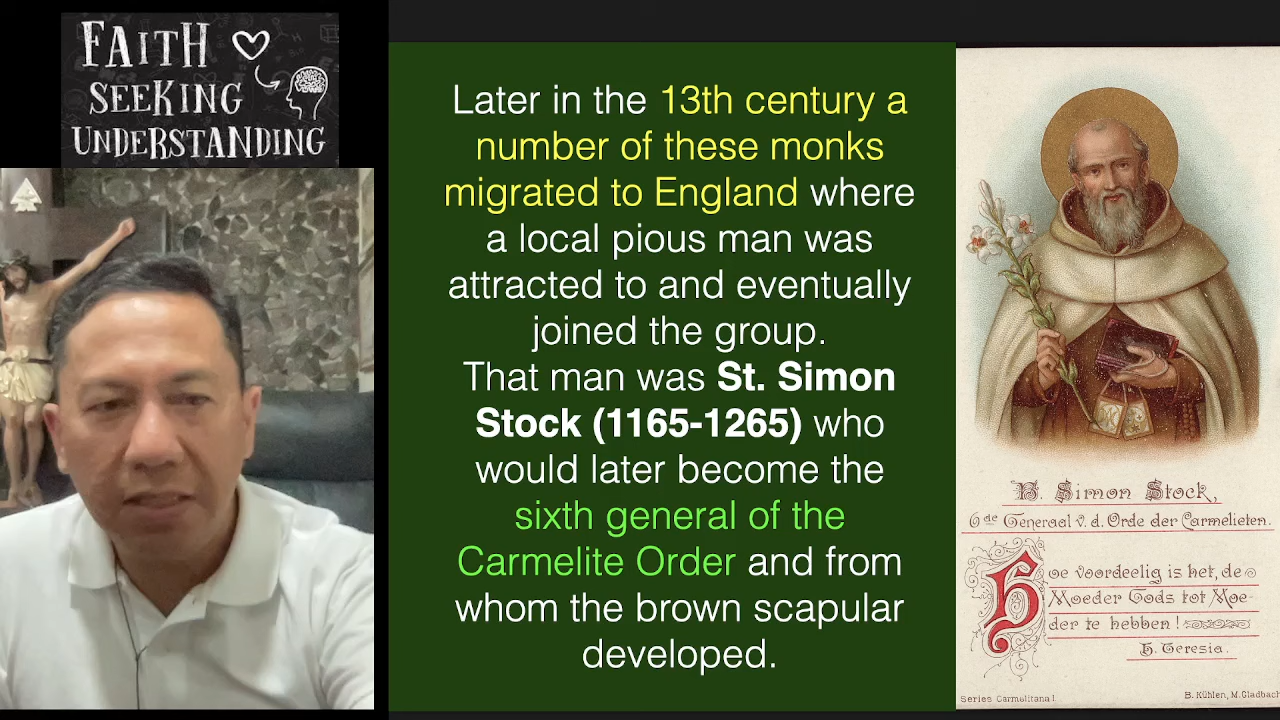 FAITH
SEEKING
UNDERSTANDING
Later in the 13th century a
number of these monks
migrated to England where
a local pious man was
attracted to and eventually
joined the group.
That man was St. Simon
Stock (1165-1265) who
would later become the
sixth general of the
Carmelite Order and from
whom the brown scapular
developed.
H. Simon Stock,
6de Generaal v. d. Orde der Carmelieten.
Hoe voordeelig is het, de
Moeder Gods tot Moe-
der te hebben!
H. Teresia.
Series Carmelitana I.
B. Kühlen, M. Gladbach